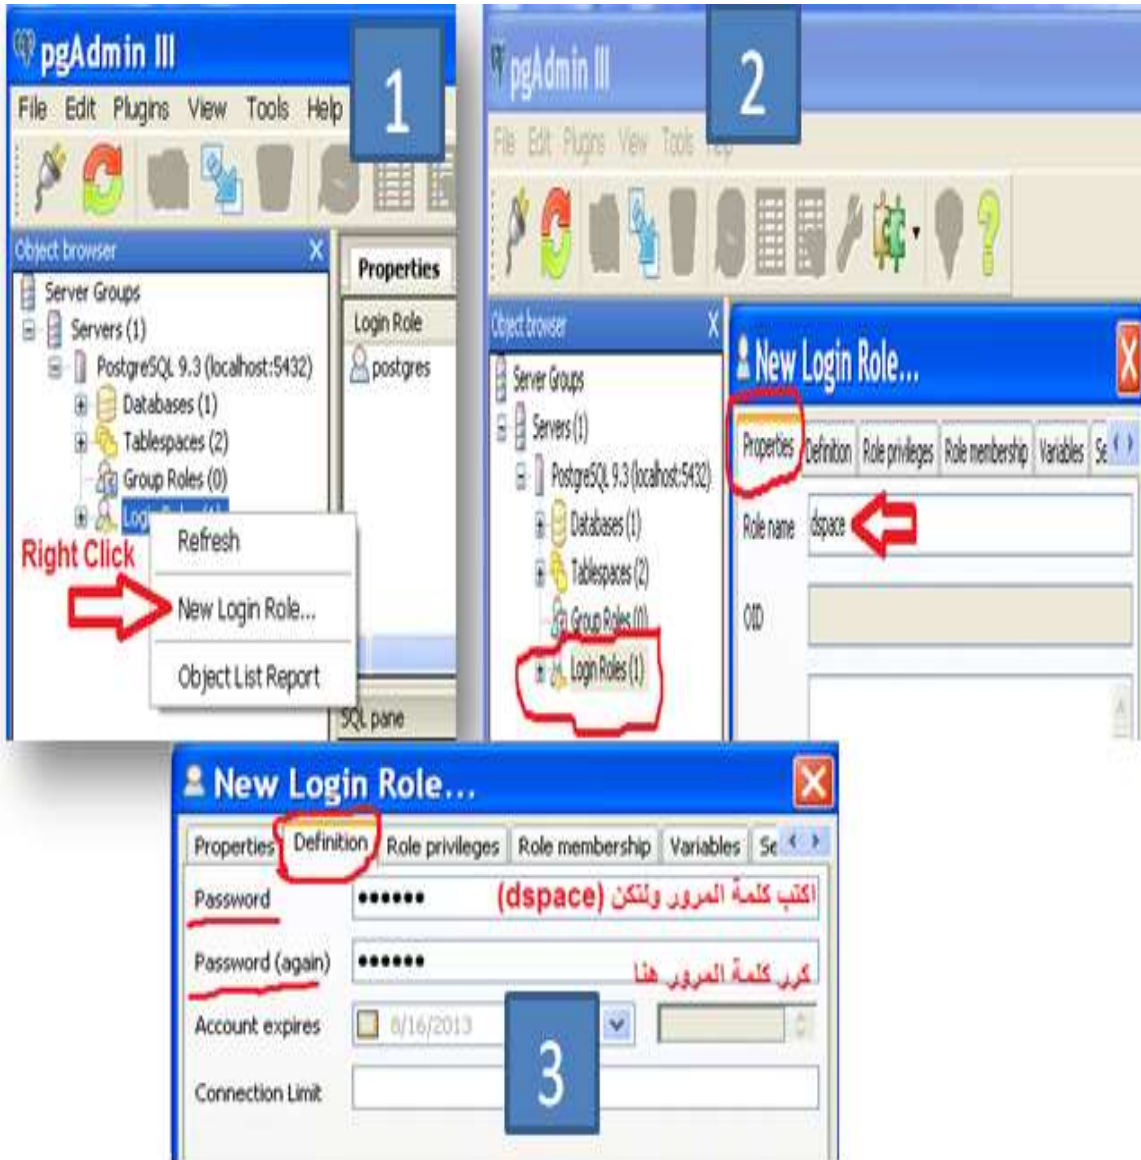 pgAdmin III
1
File Edit Plugins View Tools Help
Object browser X
Server Groups
Servers (1)
PostgreSQL 9.3 (localhost:5432)
Databases (1)
Tablespaces (2)
Group Roles (0)
Properties
Login Role
postgres
Right Click
Refresh
New Login Role...
Object List Report
SQL pane
pgAdmin III
2
File Edit Plugins View Tools
Object browser X
Server Groups
Servers (1)
PostgreSQL 9.3 (localhost:5432)
Databases (1)
Tablespaces (2)
Group Roles (0)
Login Roles (1)
New Login Role...
Properties Definition Role privileges Role membership Variables Se
Role name dspace
OID
New Login Role...
Properties Definition Role privileges Role membership Variables Se
Password •••••• اكتب كلمة المرور ولتكن (dspace)
Password (again) •••••• كرر كلمة المرور هنا
Account expires 8/16/2013
Connection Limit
3